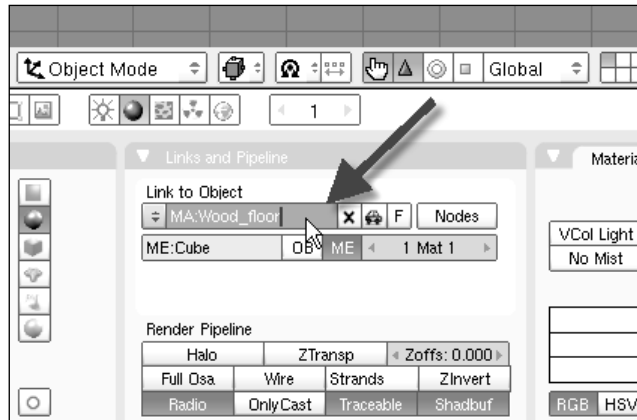 Object Mode Global
1
Links and Pipeline Materia
Link to Object
MA:Wood_floor F Nodes
ME:Cube OB ME 1 Mat 1
VCol Light
No Mist
Render Pipeline
Halo ZTransp Zoffs: 0.000
Full Osa Wire Strands ZInvert
Radio OnlyCast Traceable Shadbuf
RGB HSV